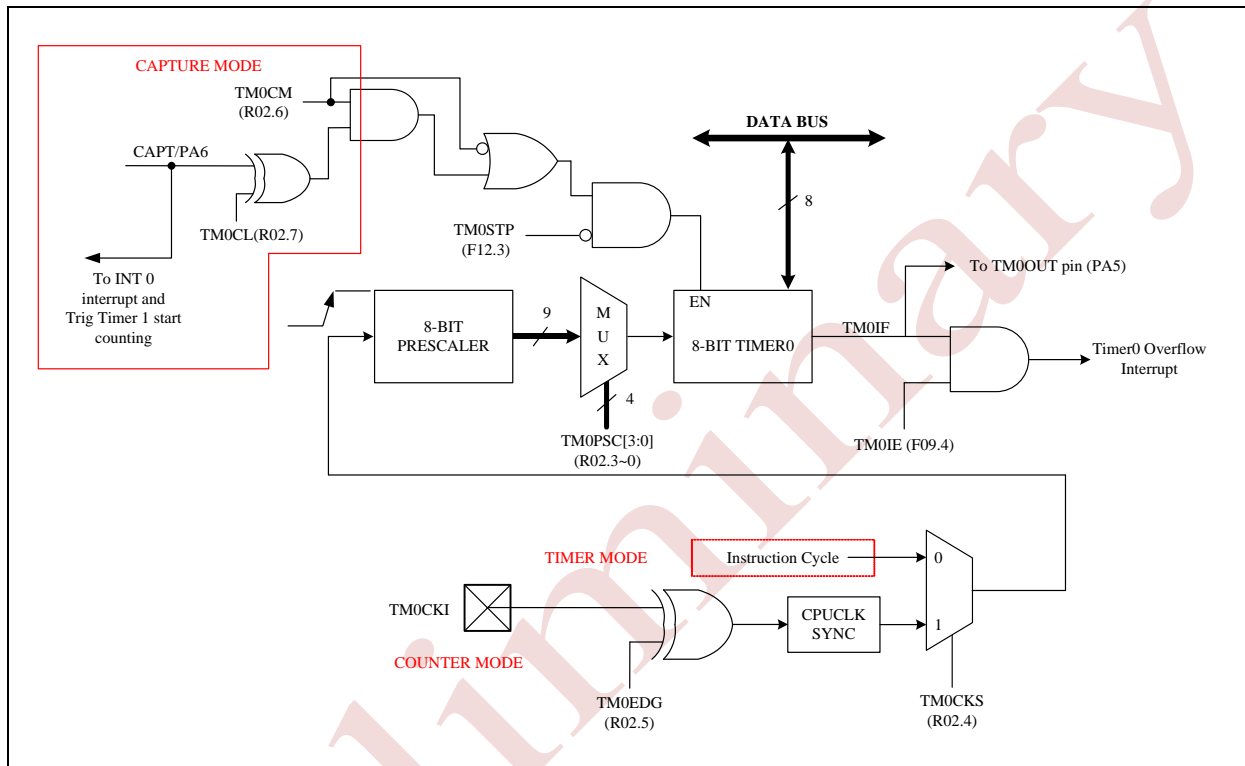 CAPTURE MODE
TM0CM
(R02.6)
CAPT/PA6
TM0CL(R02.7)
To INT 0
interrupt and
Trig Timer 1 start
counting
TM0STP
(F12.3)
DATA BUS
8
To TM0OUT pin (PA5)
8-BIT
PRESCALER
9
M
U
X
4
TM0PSC[3:0]
(R02.3~0)
EN
8-BIT TIMER0
TM0IF
Timer0 Overflow
Interrupt
TM0IE (F09.4)
TIMER MODE
Instruction Cycle
0
TM0CKI
CPUCLK
SYNC
1
COUNTER MODE
TM0EDG
(R02.5)
TM0CKS
(R02.4)
liminary